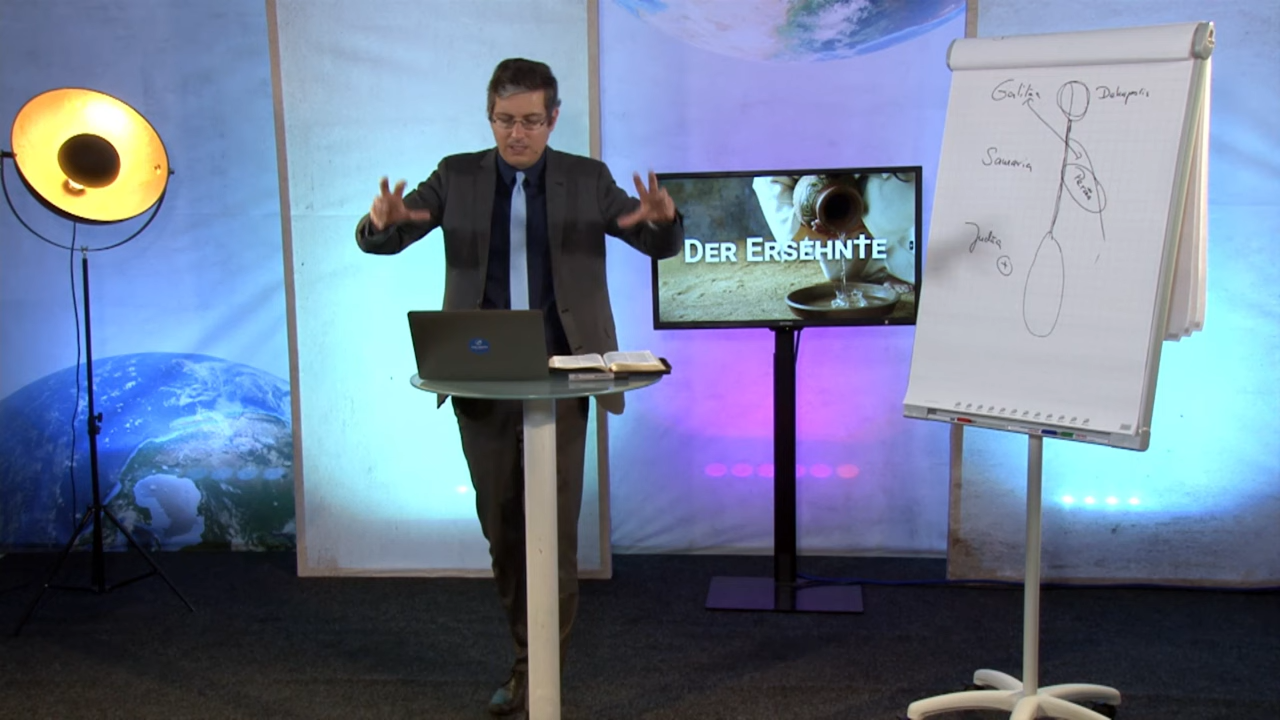 DER ERSEHNTE
Galiläa
Dekapolis
Samaria
Peräa
Judäa